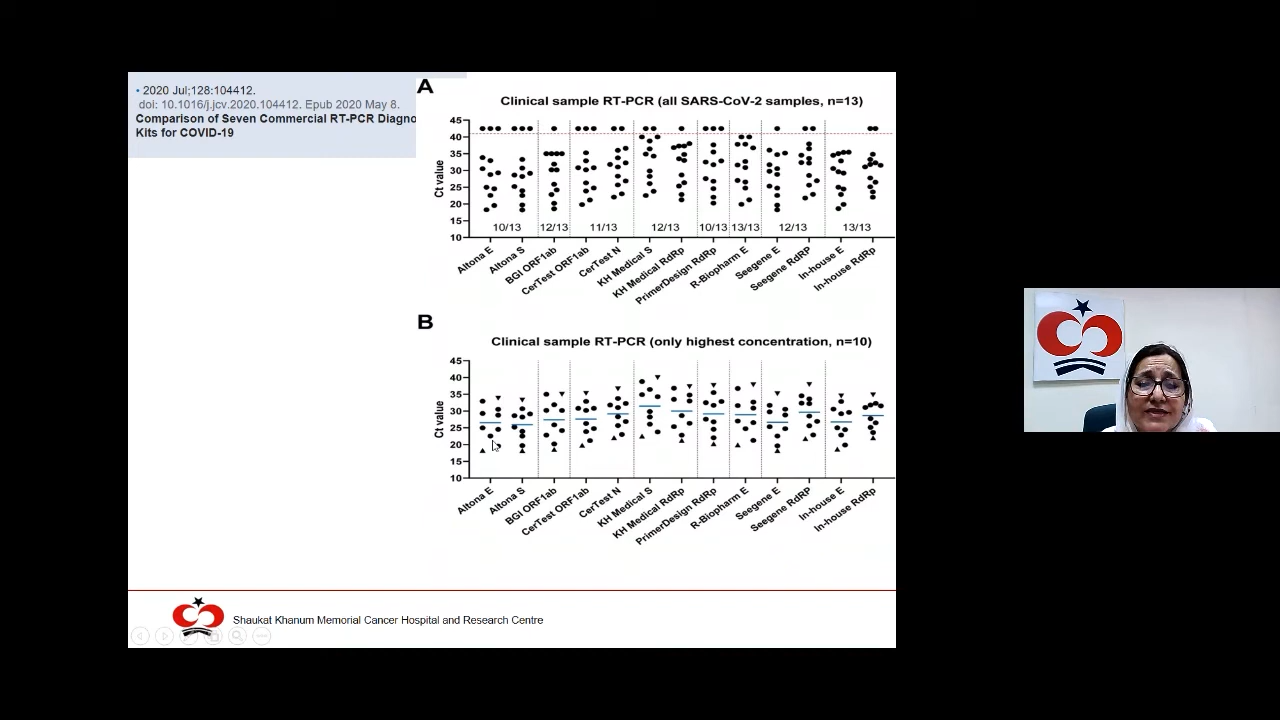 • 2020 Jul;128:104412.
doi: 10.1016/j.jcv.2020.104412. Epub 2020 May 8.
Comparison of Seven Commercial RT-PCR Diagno
Kits for COVID-19
A
Clinical sample RT-PCR (all SARS-CoV-2 samples, n=13)
Ct value
45
40
35
30
25
20
15
10
10/13 12/13 11/13 12/13 10/13 13/13 12/13 13/13
Altona E
Altona S
BGI ORF1ab
CerTest ORF1ab
CerTest N
KH Medical S
KH Medical RdRp
PrimerDesign RdRp
R-Biopharm E
Seegene E
Seegene RdRP
In-house E
In-house RdRp
B
Clinical sample RT-PCR (only highest concentration, n=10)
Ct value
45
40
35
30
25
20
15
10
Altona E
Altona S
BGI ORF1ab
CerTest ORF1ab
CerTest N
KH Medical S
KH Medical RdRp
PrimerDesign RdRp
R-Biopharm E
Seegene E
Seegene RdRP
In-house E
In-house RdRp
Shaukat Khanum Memorial Cancer Hospital and Research Centre